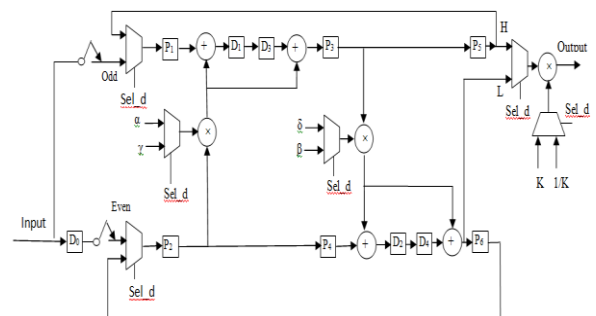 H
P1
+
D1
D3
+
P3
P5
Output
Odd
×
Sel_d
L
α
×
δ
×
Sel_d
Sel_d
γ
β
Sel_d
Sel_d
K
1/K
Input
Even
D0
P2
P4
+
D2
D4
+
P6
Sel_d